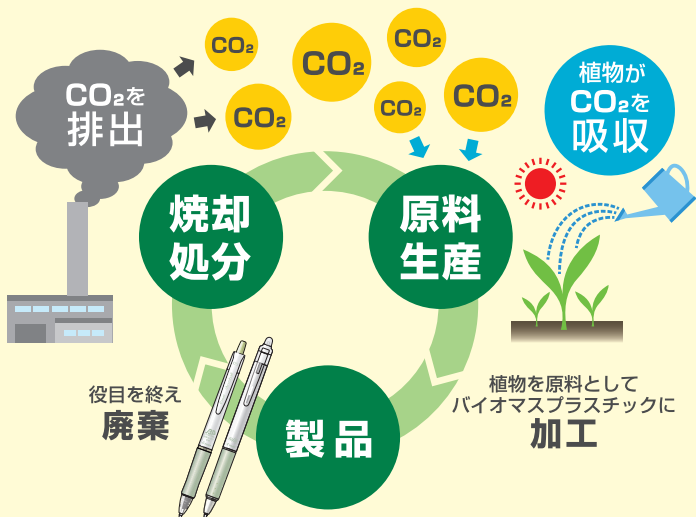 CO₂を
排出
CO₂
CO₂
CO₂
CO₂
CO₂
CO₂
植物が
CO₂を
吸収
焼却
処分
原料
生産
役目を終え
廃棄
製品
植物を原料として
バイオマスプラスチックに
加工